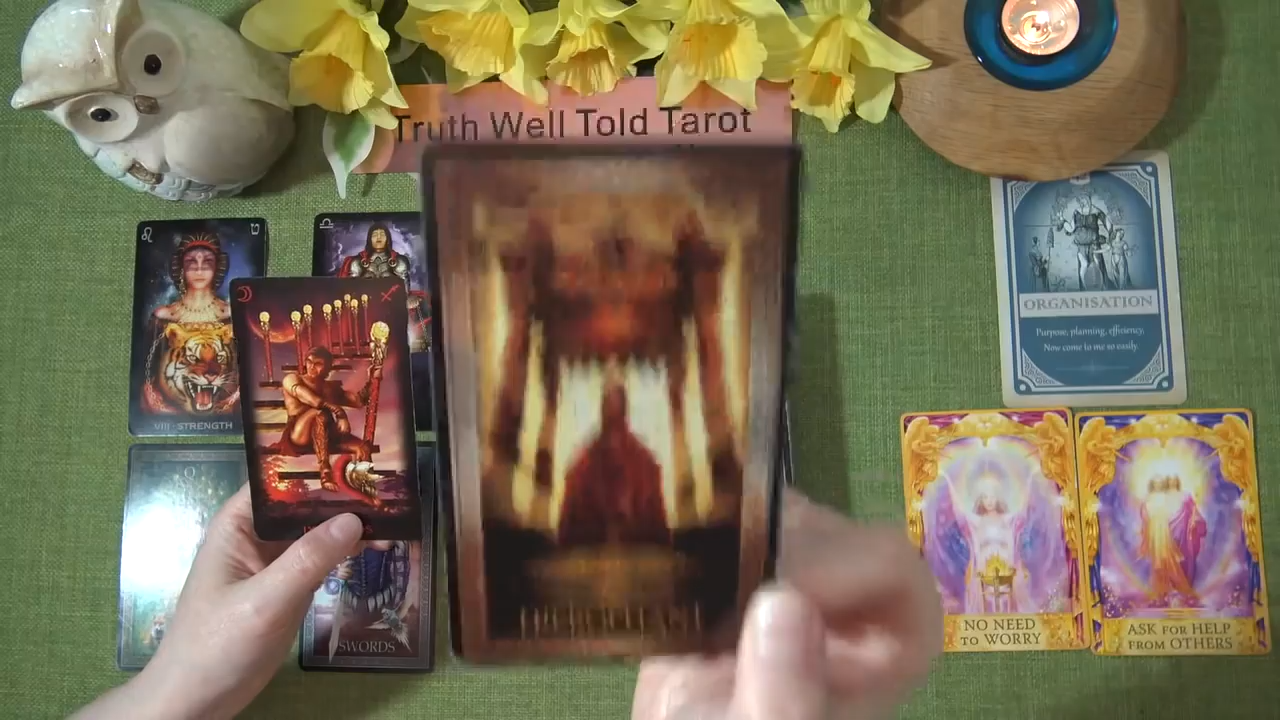 Truth Well Told Tarot
VIII · STRENGTH
ORGANISATION
Purpose, planning, efficiency,
Now come to me so easily.
SWORDS
NO NEED
TO WORRY
ASK FOR HELP
FROM OTHERS